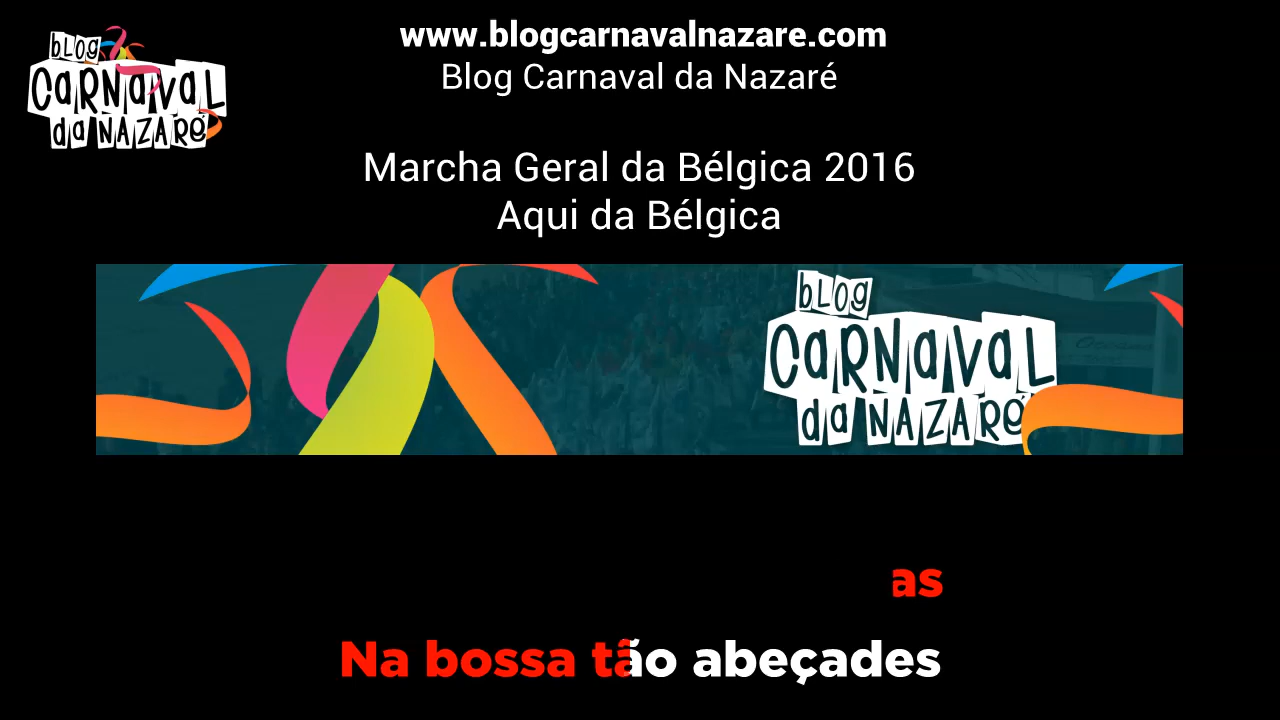 blog
CaRNaVaL
da NAZARé
www.blogcarnavalnazare.com
Blog Carnaval da Nazaré
Marcha Geral da Bélgica 2016
Aqui da Bélgica
bLOg
CaRNaVaL
da NAZARé
as
Na bossa tão abeçades